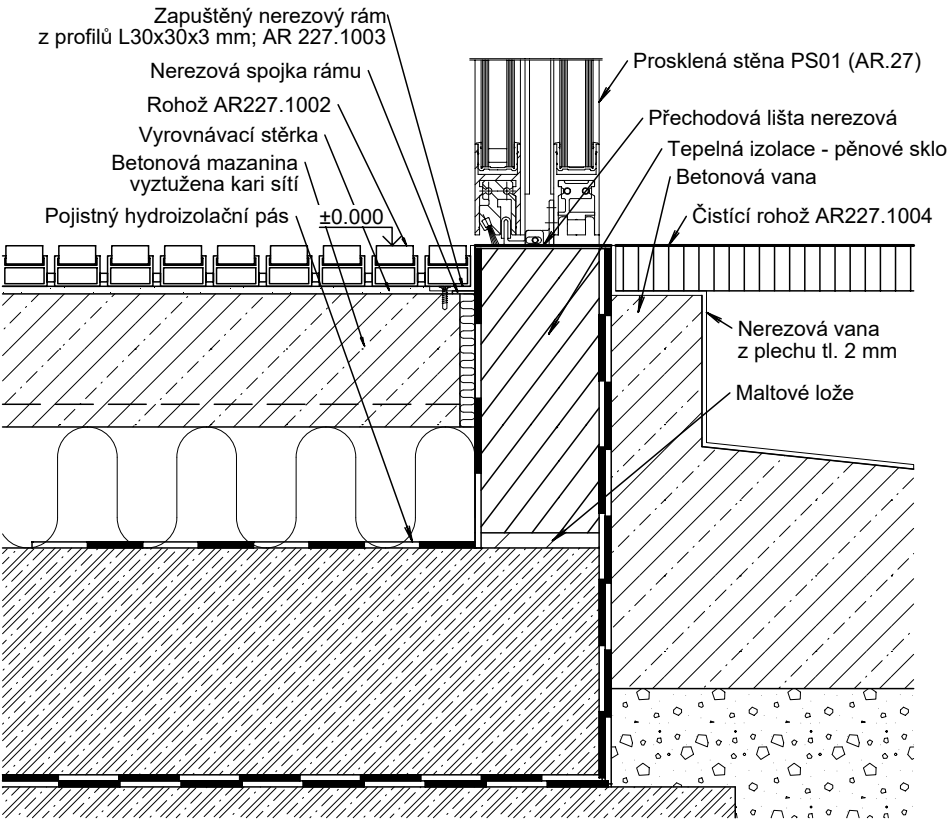 Zapuštěný nerezový rám
z profilů L30x30x3 mm; AR 227.1003
Nerezová spojka rámu
Rohož AR227.1002
Vyrovnávací stěrka
Betonová mazanina
vyztužena kari sítí
Pojistný hydroizolační pás
±0.000
Prosklená stěna PS01 (AR.27)
Přechodová lišta nerezová
Tepelná izolace - pěnové sklo
Betonová vana
Čistící rohož AR227.1004
Nerezová vana
z plechu tl. 2 mm
Maltové lože